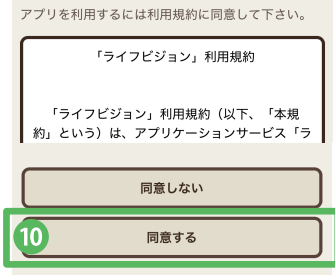 アプリを利用するには利用規約に同意して下さい。
「ライフビジョン」利用規約
「ライフビジョン」利用規約（以下、「本規
約」という）は、アプリケーションサービス「ラ
同意しない
10
同意する